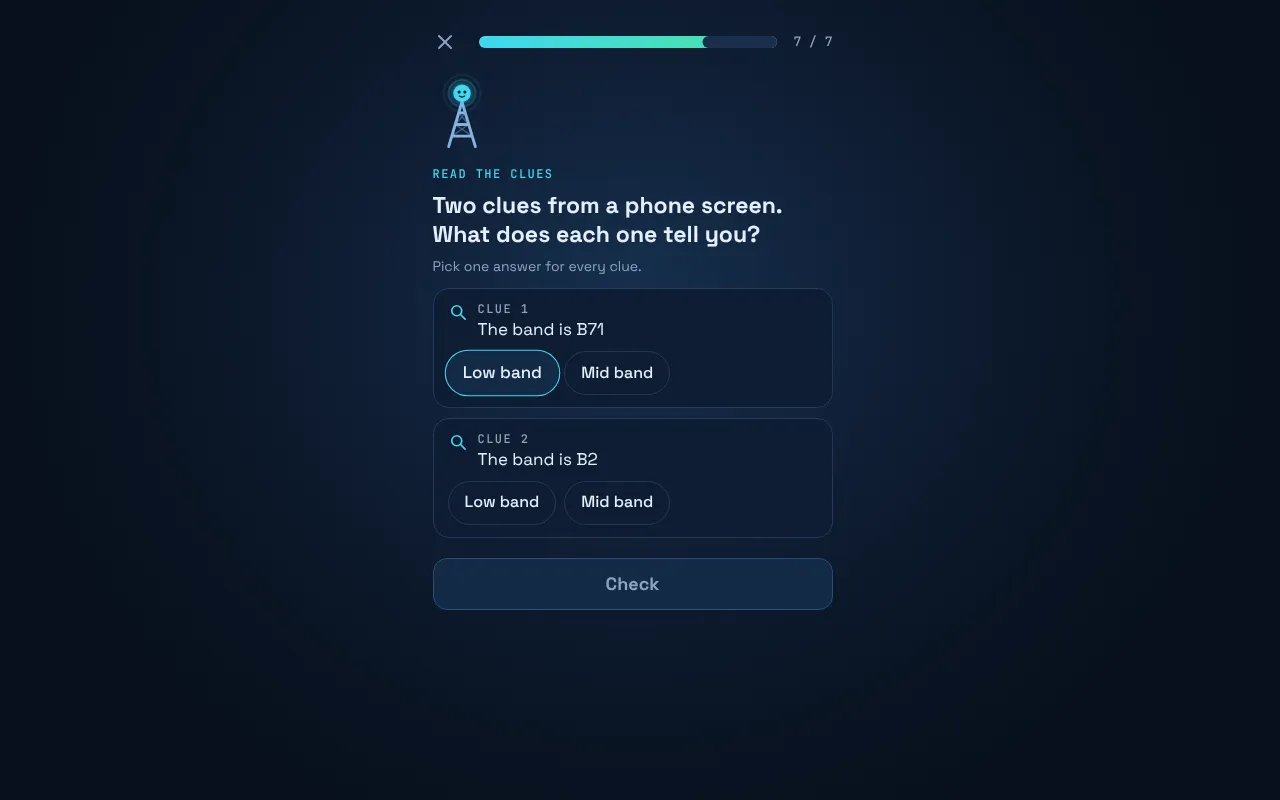 7 / 7
READ THE CLUES
Two clues from a phone screen.
What does each one tell you?
Pick one answer for every clue.
CLUE 1
The band is B71
Low band
Mid band
CLUE 2
The band is B2
Low band
Mid band
Check